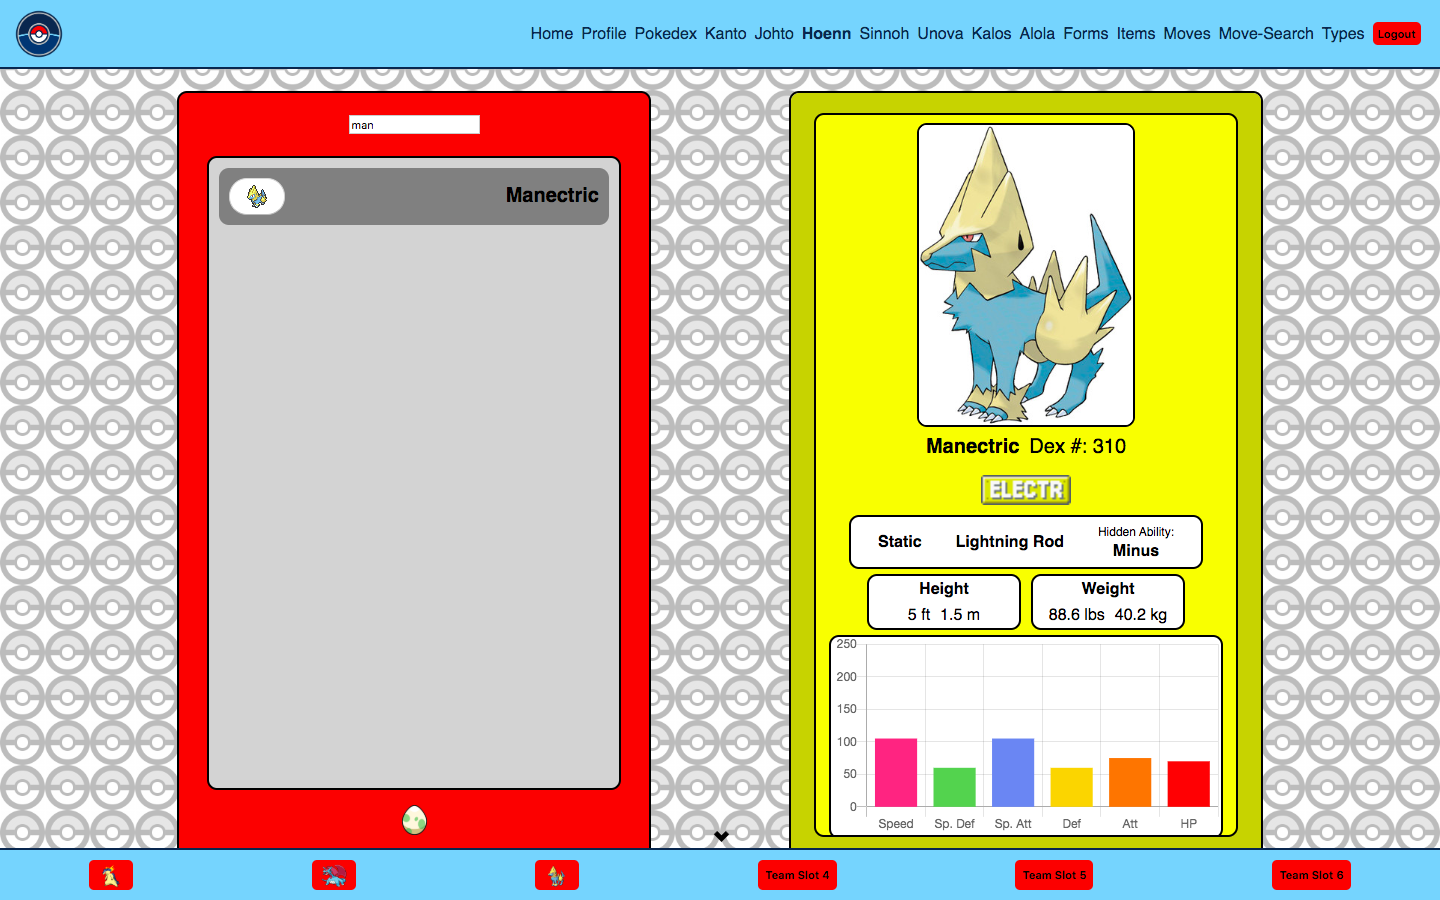 Home Profile Pokedex Kanto Johto Hoenn Sinnoh Unova Kalos Alola Forms Items Moves Move-Search Types Logout
man
Manectric
Manectric Dex #: 310
ELECTR
Static Lightning Rod Hidden Ability: Minus
Height
5 ft 1.5 m
Weight
88.6 lbs 40.2 kg
250
200
150
100
50
0
Speed Sp. Def Sp. Att Def Att HP
Team Slot 4 Team Slot 5 Team Slot 6